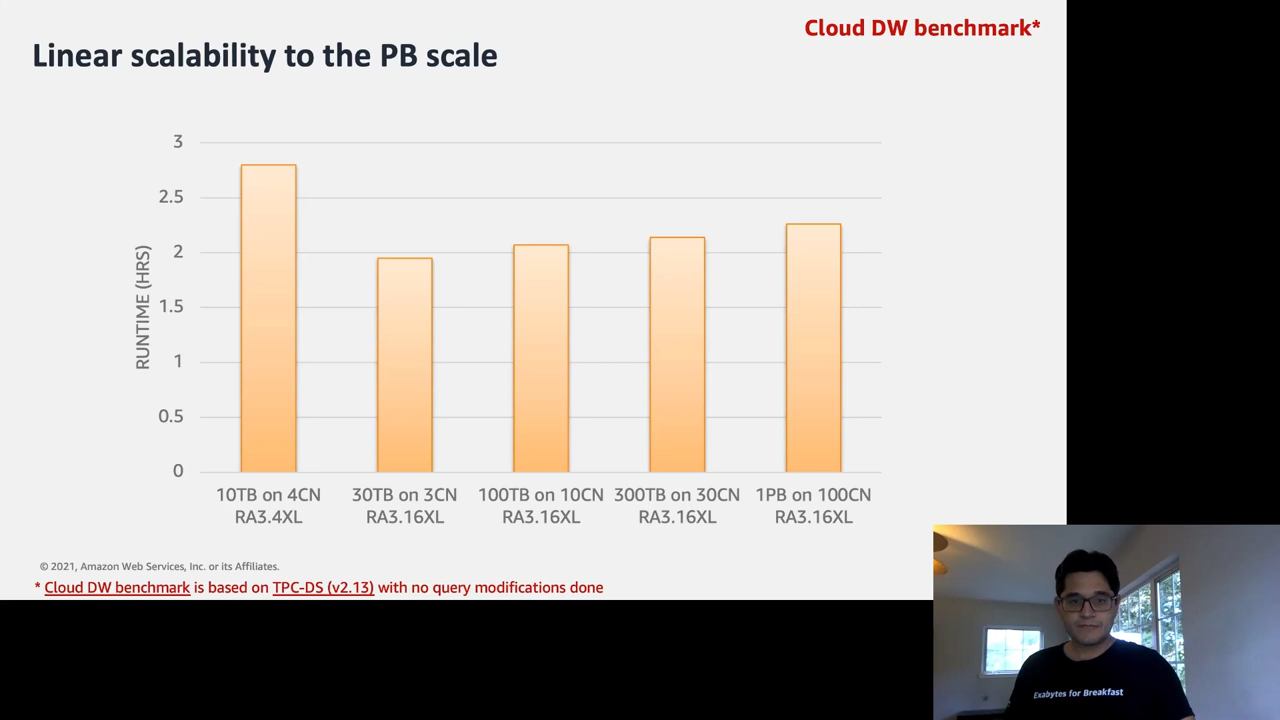 Cloud DW benchmark*
Linear scalability to the PB scale
3
2.5
2
1.5
1
0.5
0
RUNTIME (HRS)
10TB on 4CN
RA3.4XL
30TB on 3CN
RA3.16XL
100TB on 10CN
RA3.16XL
300TB on 30CN
RA3.16XL
1PB on 100CN
RA3.16XL
© 2021, Amazon Web Services, Inc. or its Affiliates.
* Cloud DW benchmark is based on TPC-DS (v2.13) with no query modifications done
Exabytes for Breakfast